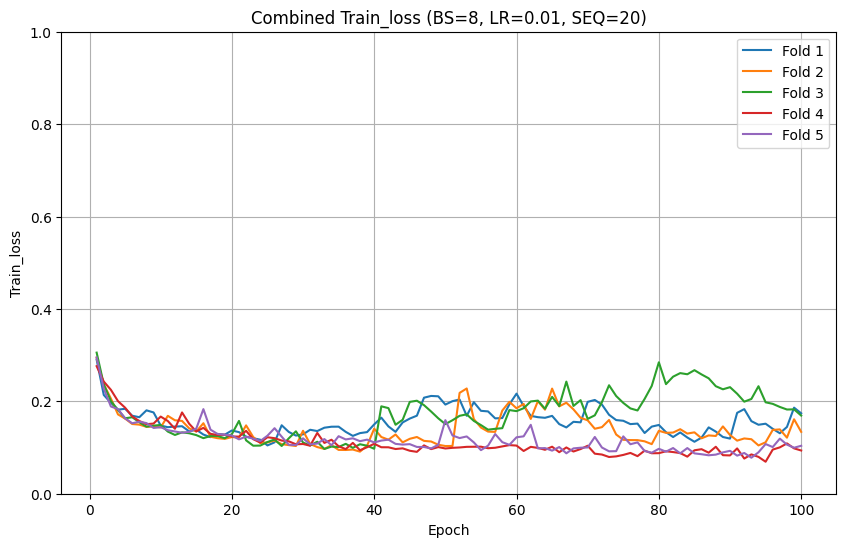 Combined Train_loss (BS=8, LR=0.01, SEQ=20)
1.0
0.8
0.6
0.4
0.2
0.0
Train_loss
0 20 40 60 80 100
Epoch
Fold 1
Fold 2
Fold 3
Fold 4
Fold 5